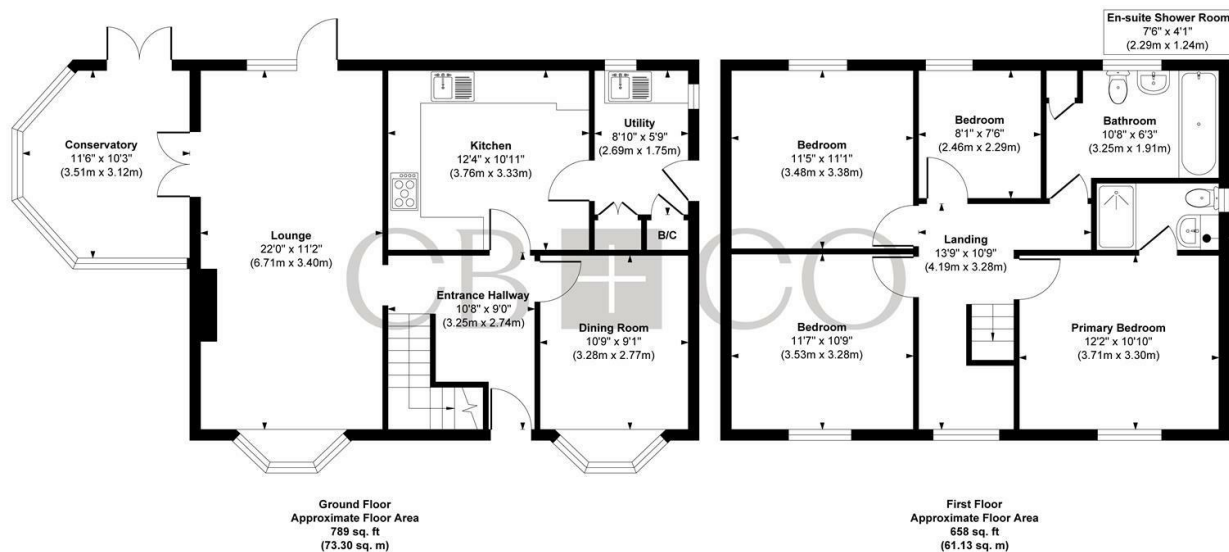 En-suite Shower Room
7'6" x 4'1"
(2.29m x 1.24m)
Conservatory
11'6" x 10'3"
(3.51m x 3.12m)
Lounge
22'0" x 11'2"
(6.71m x 3.40m)
Kitchen
12'4" x 10'11"
(3.76m x 3.33m)
Utility
8'10" x 5'9"
(2.69m x 1.75m)
B/C
Entrance Hallway
10'8" x 9'0"
(3.25m x 2.74m)
Dining Room
10'9" x 9'1"
(3.28m x 2.77m)
Bedroom
11'5" x 11'1"
(3.48m x 3.38m)
Bedroom
8'1" x 7'6"
(2.46m x 2.29m)
Bathroom
10'8" x 6'3"
(3.25m x 1.91m)
Landing
13'9" x 10'9"
(4.19m x 3.28m)
Bedroom
11'7" x 10'9"
(3.53m x 3.28m)
Primary Bedroom
12'2" x 10'10"
(3.71m x 3.30m)
CB+CO
Ground Floor
Approximate Floor Area
789 sq. ft
(73.30 sq. m)
First Floor
Approximate Floor Area
658 sq. ft
(61.13 sq. m)